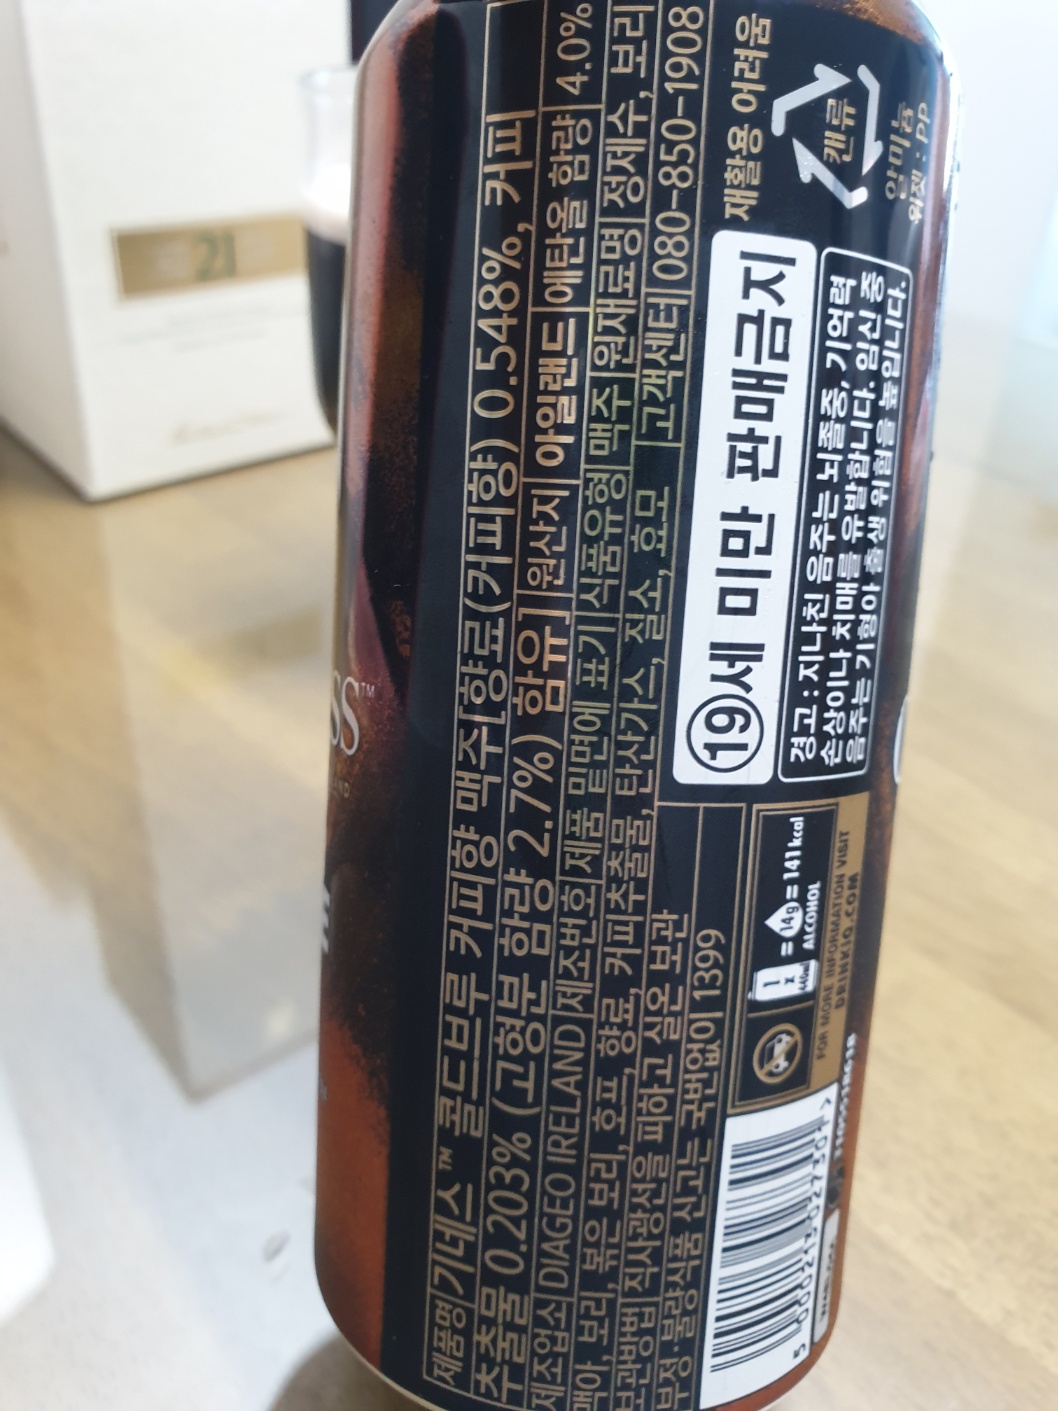 제품명 기네스™ 콜드브루 커피향 맥주[향료(커피향) 0.548%, 커피
추출물 0.203% (고형분 함량 2.7%) 함유] 원산지 아일랜드 에탄올 함량 4.0%
제조업소 DIAGEO IRELAND 제조번호 제품 밑면에 표기 식품유형 맥주 원재료명 정제수, 보리
맥아, 보리, 볶은 보리, 호프, 향료, 커피추출물, 탄산가스, 질소, 효모 고객센터 080-850-1908
보관방법 직사광선을 피하고 실온 보관
부정·불량식품 신고는 국번없이 1399
재활용 어려움
캔류
알미늄
위젯 : PP
19세 미만 판매금지
경고 : 지나친 음주는 뇌졸중, 기억력
손상이나 치매를 유발합니다. 임신 중
음주는 기형아 출생 위험을 높입니다.
1 x 440ml = 14g = 141kcal
ALCOHOL
FOR MORE INFORMATION VISIT
DRINKIQ.COM
5 000213 027301 >
SS™
21